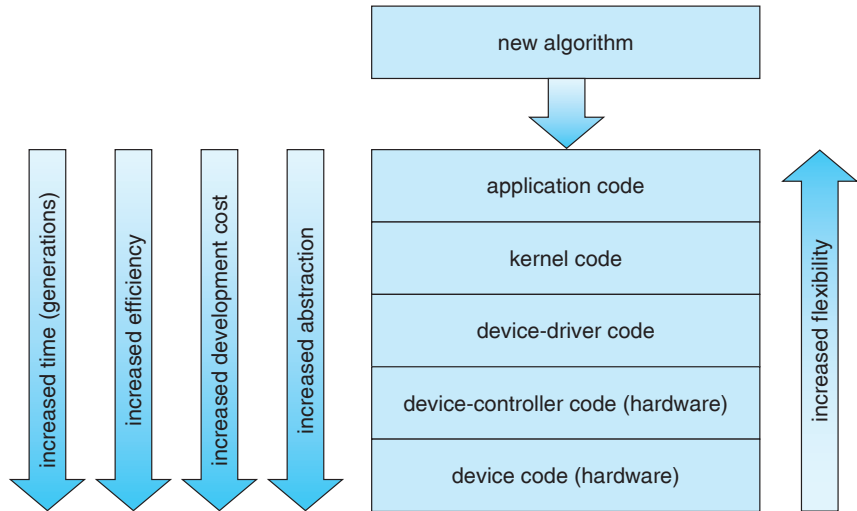 new algorithm
increased time (generations)
increased efficiency
increased development cost
increased abstraction
application code
kernel code
device-driver code
device-controller code (hardware)
device code (hardware)
increased flexibility